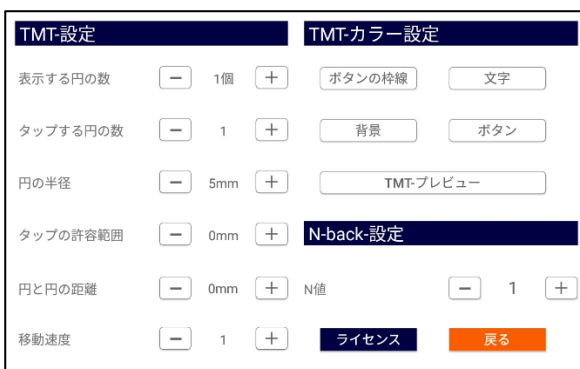 TMT-設定
表示する円の数 － 1個 ＋
タップする円の数 － 1 ＋
円の半径 － 5mm ＋
タップの許容範囲 － 0mm ＋
円と円の距離 － 0mm ＋
移動速度 － 1 ＋
TMT-カラー設定
ボタンの枠線 文字
背景 ボタン
TMT-プレビュー
N-back-設定
N値 － 1 ＋
ライセンス 戻る